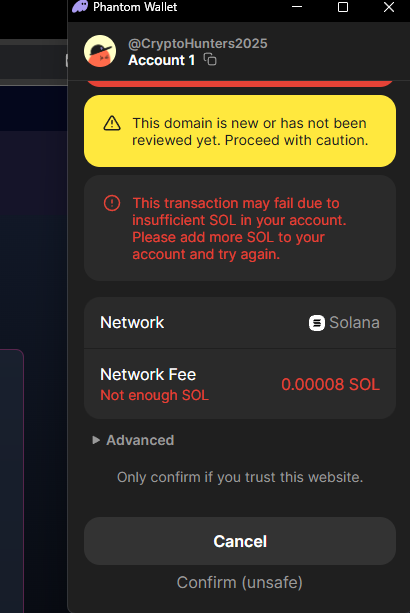 Phantom Wallet
@CryptoHunters2025
Account 1
This domain is new or has not been
reviewed yet. Proceed with caution.
This transaction may fail due to
insufficient SOL in your account.
Please add more SOL to your
account and try again.
Network
Solana
Network Fee
0.00008 SOL
Not enough SOL
Advanced
Only confirm if you trust this website.
Cancel
Confirm (unsafe)